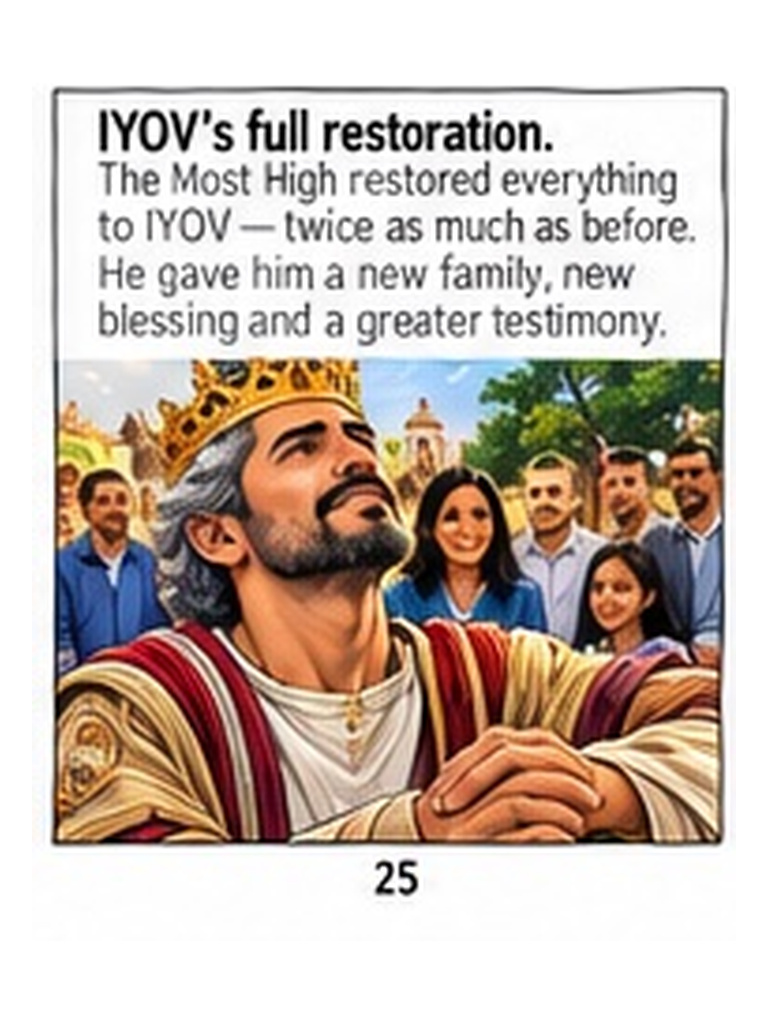 IYOV's full restoration.
The Most High restored everything
to IYOV — twice as much as before.
He gave him a new family, new
blessing and a greater testimony.
25